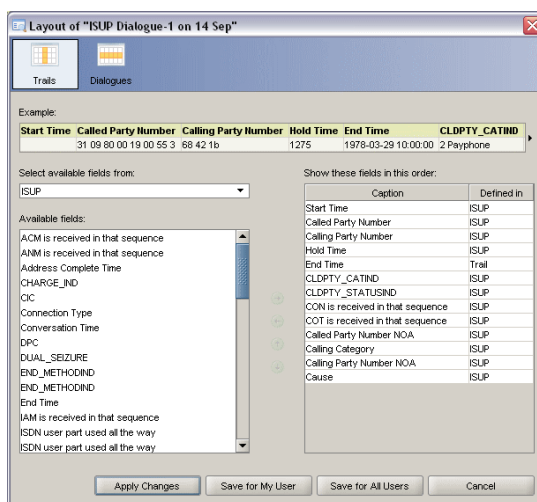 Layout of "ISUP Dialogue-1 on 14 Sep"
Trails Dialogues
Example:
Start Time Called Party Number Calling Party Number Hold Time End Time CLDPTY_CATIND
31 09 80 00 19 00 55 3 68 42 1b 1275 1978-03-29 10:00:00 2 Payphone
Select available fields from:
ISUP
Available fields:
ACM is received in that sequence
ANM is received in that sequence
Address Complete Time
CHARGE_IND
CIC
Connection Type
Conversation Time
DPC
DUAL_SEIZURE
END_METHODIND
END_METHODIND
End Time
IAM is received in that sequence
ISDN user part used all the way
ISDN user part used all the way
Show these fields in this order:
Caption Defined in
Start Time ISUP
Called Party Number ISUP
Calling Party Number ISUP
Hold Time ISUP
End Time Trail
CLDPTY_CATIND ISUP
CLDPTY_STATUSIND ISUP
CON is received in that sequence ISUP
COT is received in that sequence ISUP
Called Party Number NOA ISUP
Calling Category ISUP
Calling Party Number NOA ISUP
Cause ISUP
Apply Changes Save for My User Save for All Users Cancel